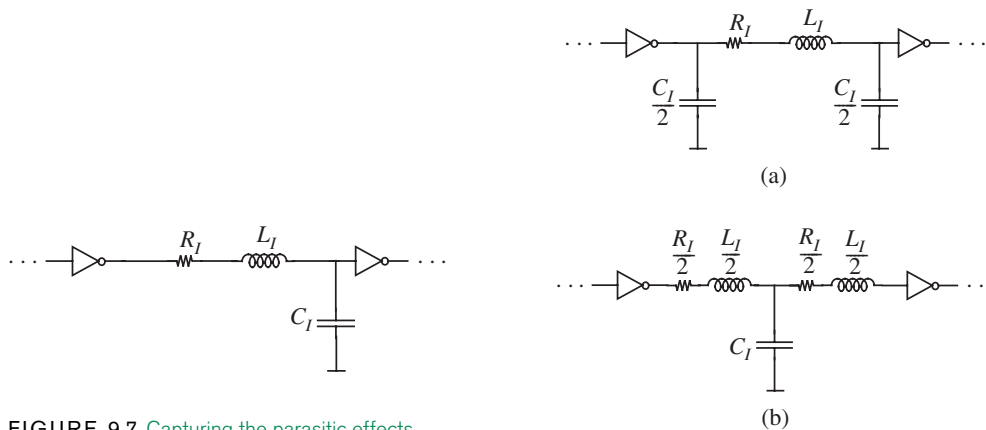 R_I L_I
C_I/2 C_I/2
(a)
R_I L_I
C_I
R_I/2 L_I/2 R_I/2 L_I/2
C_I
(b)
FIGURE 9.7 Capturing the parasitic effects